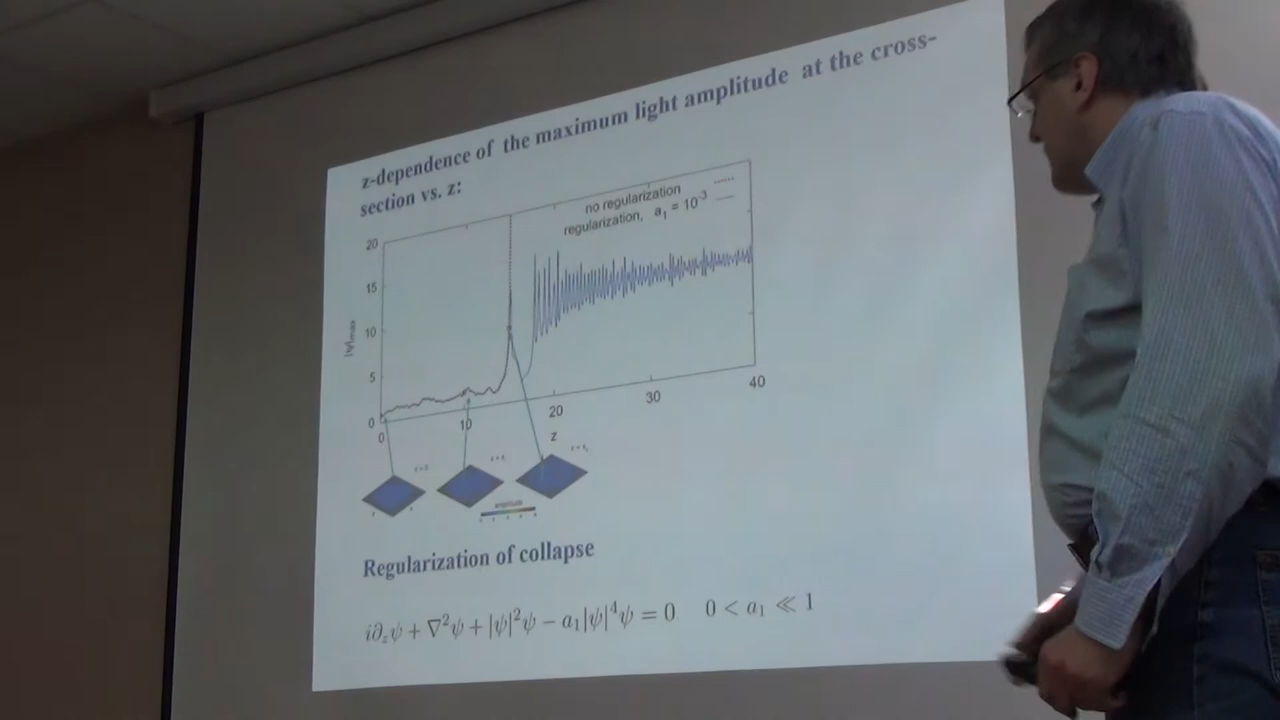 z-dependence of the maximum light amplitude at the cross-
section vs. z:
no regularization
regularization, a₁ = 10⁻³
20
15
10
5
0
|ψ|max
0 10 20 30 40
z
amplitude
Regularization of collapse
i∂_zψ + ∇²ψ + |ψ|²ψ − a₁|ψ|⁴ψ = 0 0 < a₁ ≪ 1